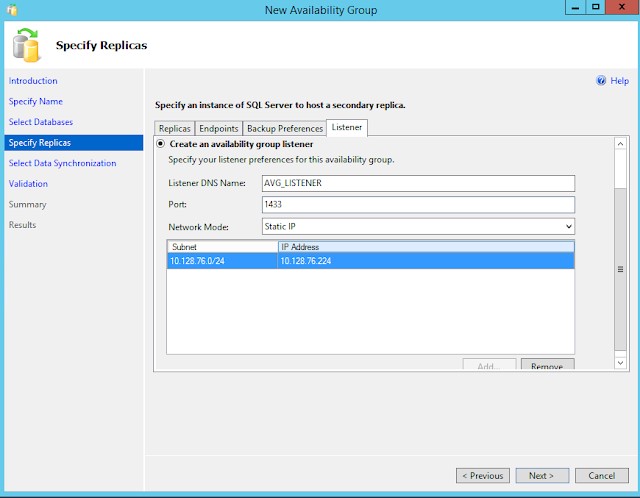 New Availability Group
Specify Replicas
Introduction
Specify Name
Select Databases
Specify Replicas
Select Data Synchronization
Validation
Summary
Results
Help
Specify an instance of SQL Server to host a secondary replica.
Replicas Endpoints Backup Preferences Listener
Create an availability group listener
Specify your listener preferences for this availability group.
Listener DNS Name: AVG_LISTENER
Port: 1433
Network Mode: Static IP
Subnet IP Address
10.128.76.0/24 10.128.76.224
Add... Remove
< Previous Next > Cancel